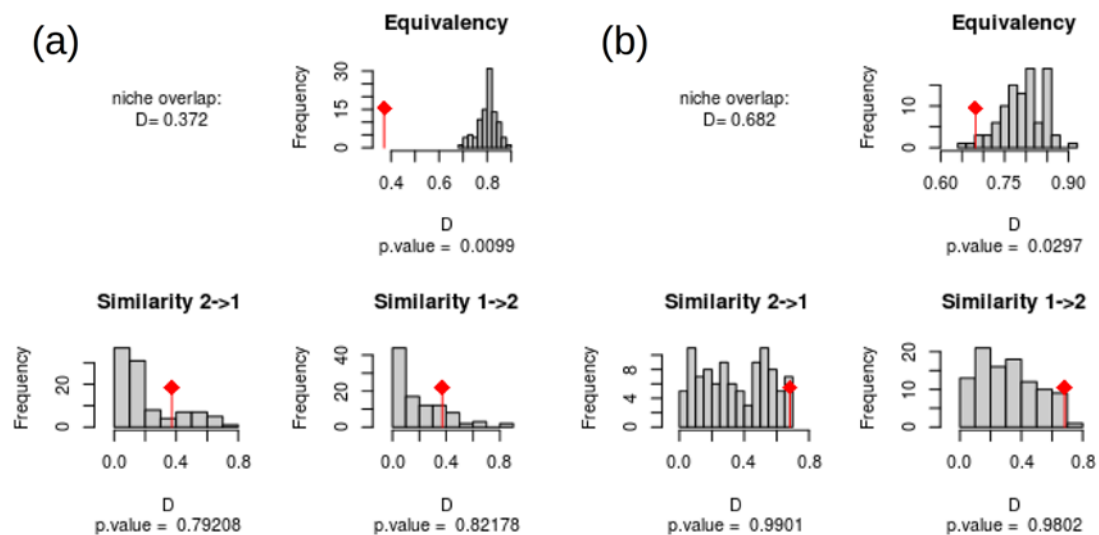 (a)
niche overlap:
D= 0.372
Equivalency
Frequency
0 15 30
0.4 0.6 0.8
D
p.value = 0.0099
Similarity 2->1
Frequency
0 20
0.0 0.4 0.8
D
p.value = 0.79208
Similarity 1->2
Frequency
0 20 40
0.0 0.4 0.8
D
p.value = 0.82178
(b)
niche overlap:
D= 0.682
Equivalency
Frequency
0 10
0.60 0.75 0.90
D
p.value = 0.0297
Similarity 2->1
Frequency
0 4 8
0.0 0.4 0.8
D
p.value = 0.9901
Similarity 1->2
Frequency
0 10 20
0.0 0.4 0.8
D
p.value = 0.9802